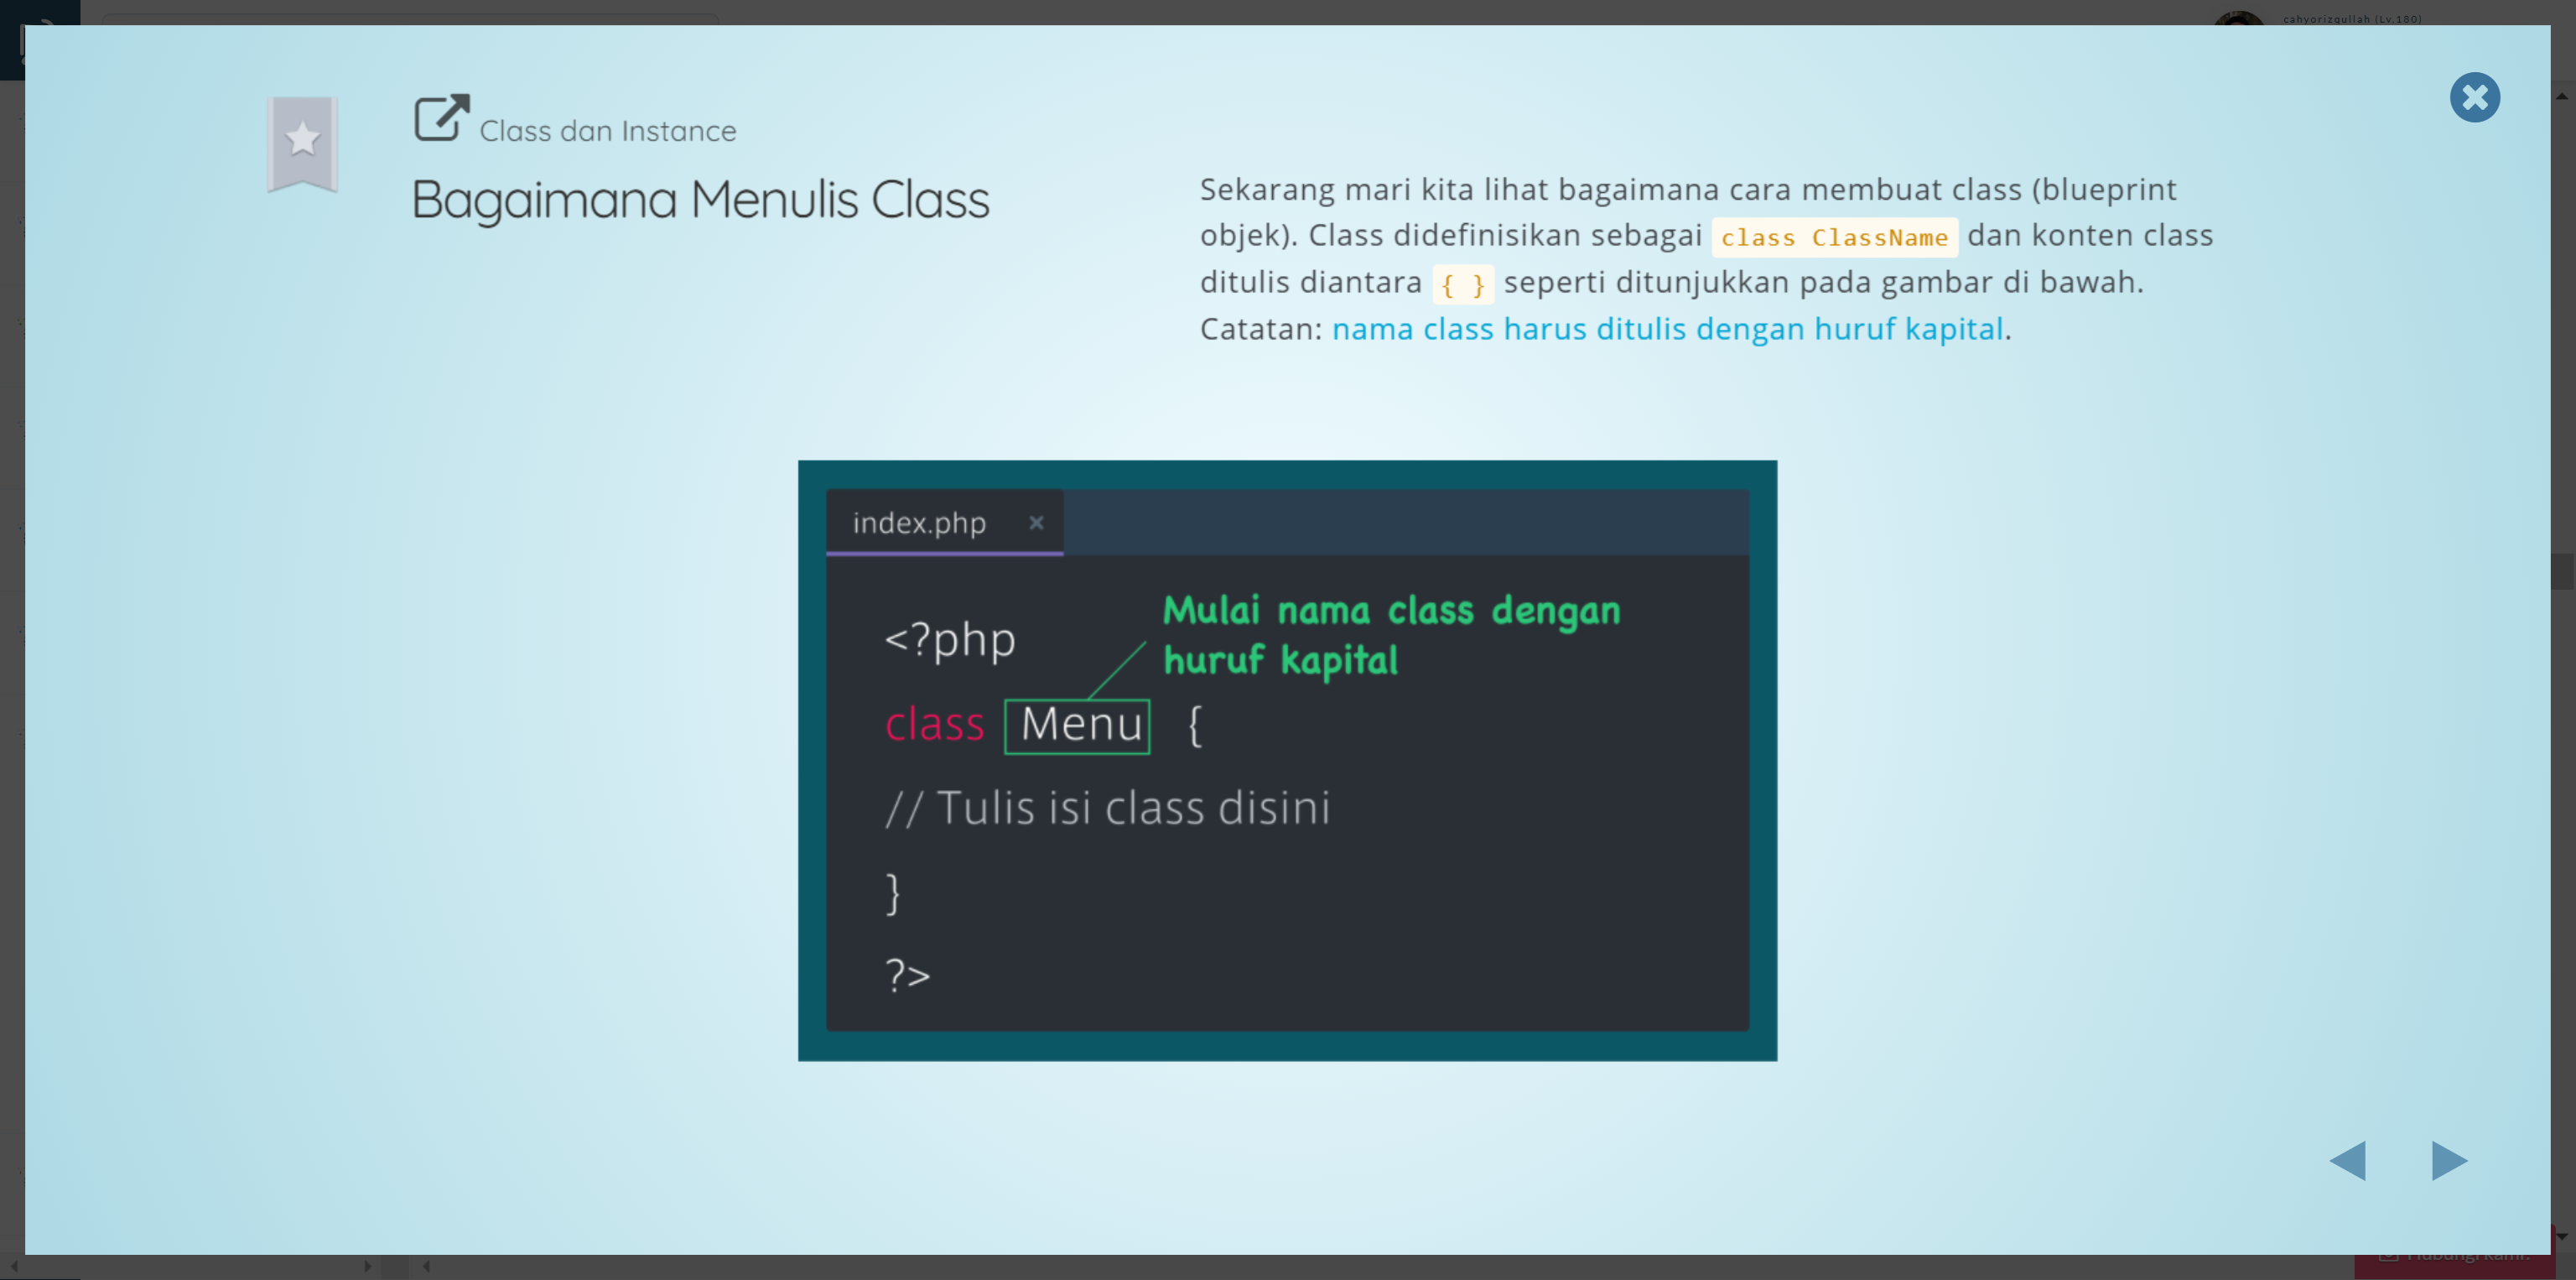 cahyorizqullah (Lv.180)
Class dan Instance
Bagaimana Menulis Class
Sekarang mari kita lihat bagaimana cara membuat class (blueprint
objek). Class didefinisikan sebagai class ClassName dan konten class
ditulis diantara { } seperti ditunjukkan pada gambar di bawah.
Catatan: nama class harus ditulis dengan huruf kapital.
index.php ×
Mulai nama class dengan
huruf kapital
<?php
class Menu {
// Tulis isi class disini
}
?>
Hubungi kami!